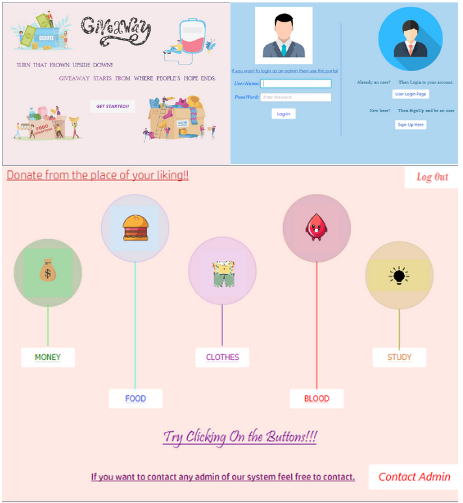 GiveAway
TURN THAT FROWN UPSIDE DOWN!
GIVEAWAY STARTS FROM WHERE PEOPLE'S HOPE ENDS.
GET STARTED!!
If you want to login as an admin then use this portal
UserName:
PassWord:
Enter Password
Log In
Already an user? Then Login to your account.
User Login Page
New here? Then SignUp and be an user
Sign Up Here
Donate from the place of your liking!!
Log Out
MONEY
FOOD
CLOTHES
BLOOD
STUDY
Try Clicking On the Buttons!!!
If you want to contact any admin of our system feel free to contact.
Contact Admin